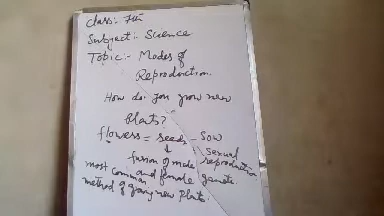 Class:- 7th
Subject:- Science
Topic:- Modes of
Reproduction.
How do you grow new
Plants?
flowers = seeds - Sow
↓ sexual
fusion of male reproduction
and female gamete
most common
method of growing new Plants.